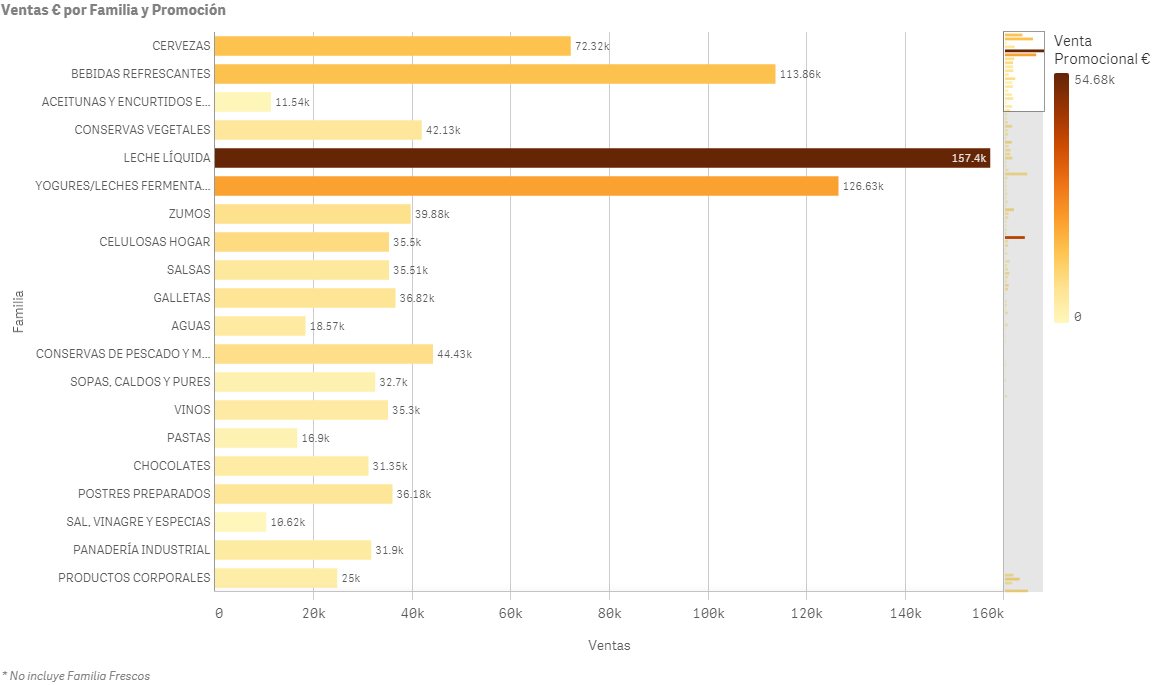 Ventas € por Familia y Promoción
CERVEZAS 72.32k
BEBIDAS REFRESCANTES 113.86k
ACEITUNAS Y ENCURTIDOS E... 11.54k
CONSERVAS VEGETALES 42.13k
LECHE LÍQUIDA 157.4k
YOGURES/LECHES FERMENTA... 126.63k
ZUMOS 39.88k
CELULOSAS HOGAR 35.5k
SALSAS 35.51k
GALLETAS 36.82k
AGUAS 18.57k
CONSERVAS DE PESCADO Y M... 44.43k
SOPAS, CALDOS Y PURES 32.7k
VINOS 35.3k
PASTAS 16.9k
CHOCOLATES 31.35k
POSTRES PREPARADOS 36.18k
SAL, VINAGRE Y ESPECIAS 10.62k
PANADERÍA INDUSTRIAL 31.9k
PRODUCTOS CORPORALES 25k
Familia
0 20k 40k 60k 80k 100k 120k 140k 160k
Ventas
Venta
Promocional €
54.68k
0
* No incluye Familia Frescos